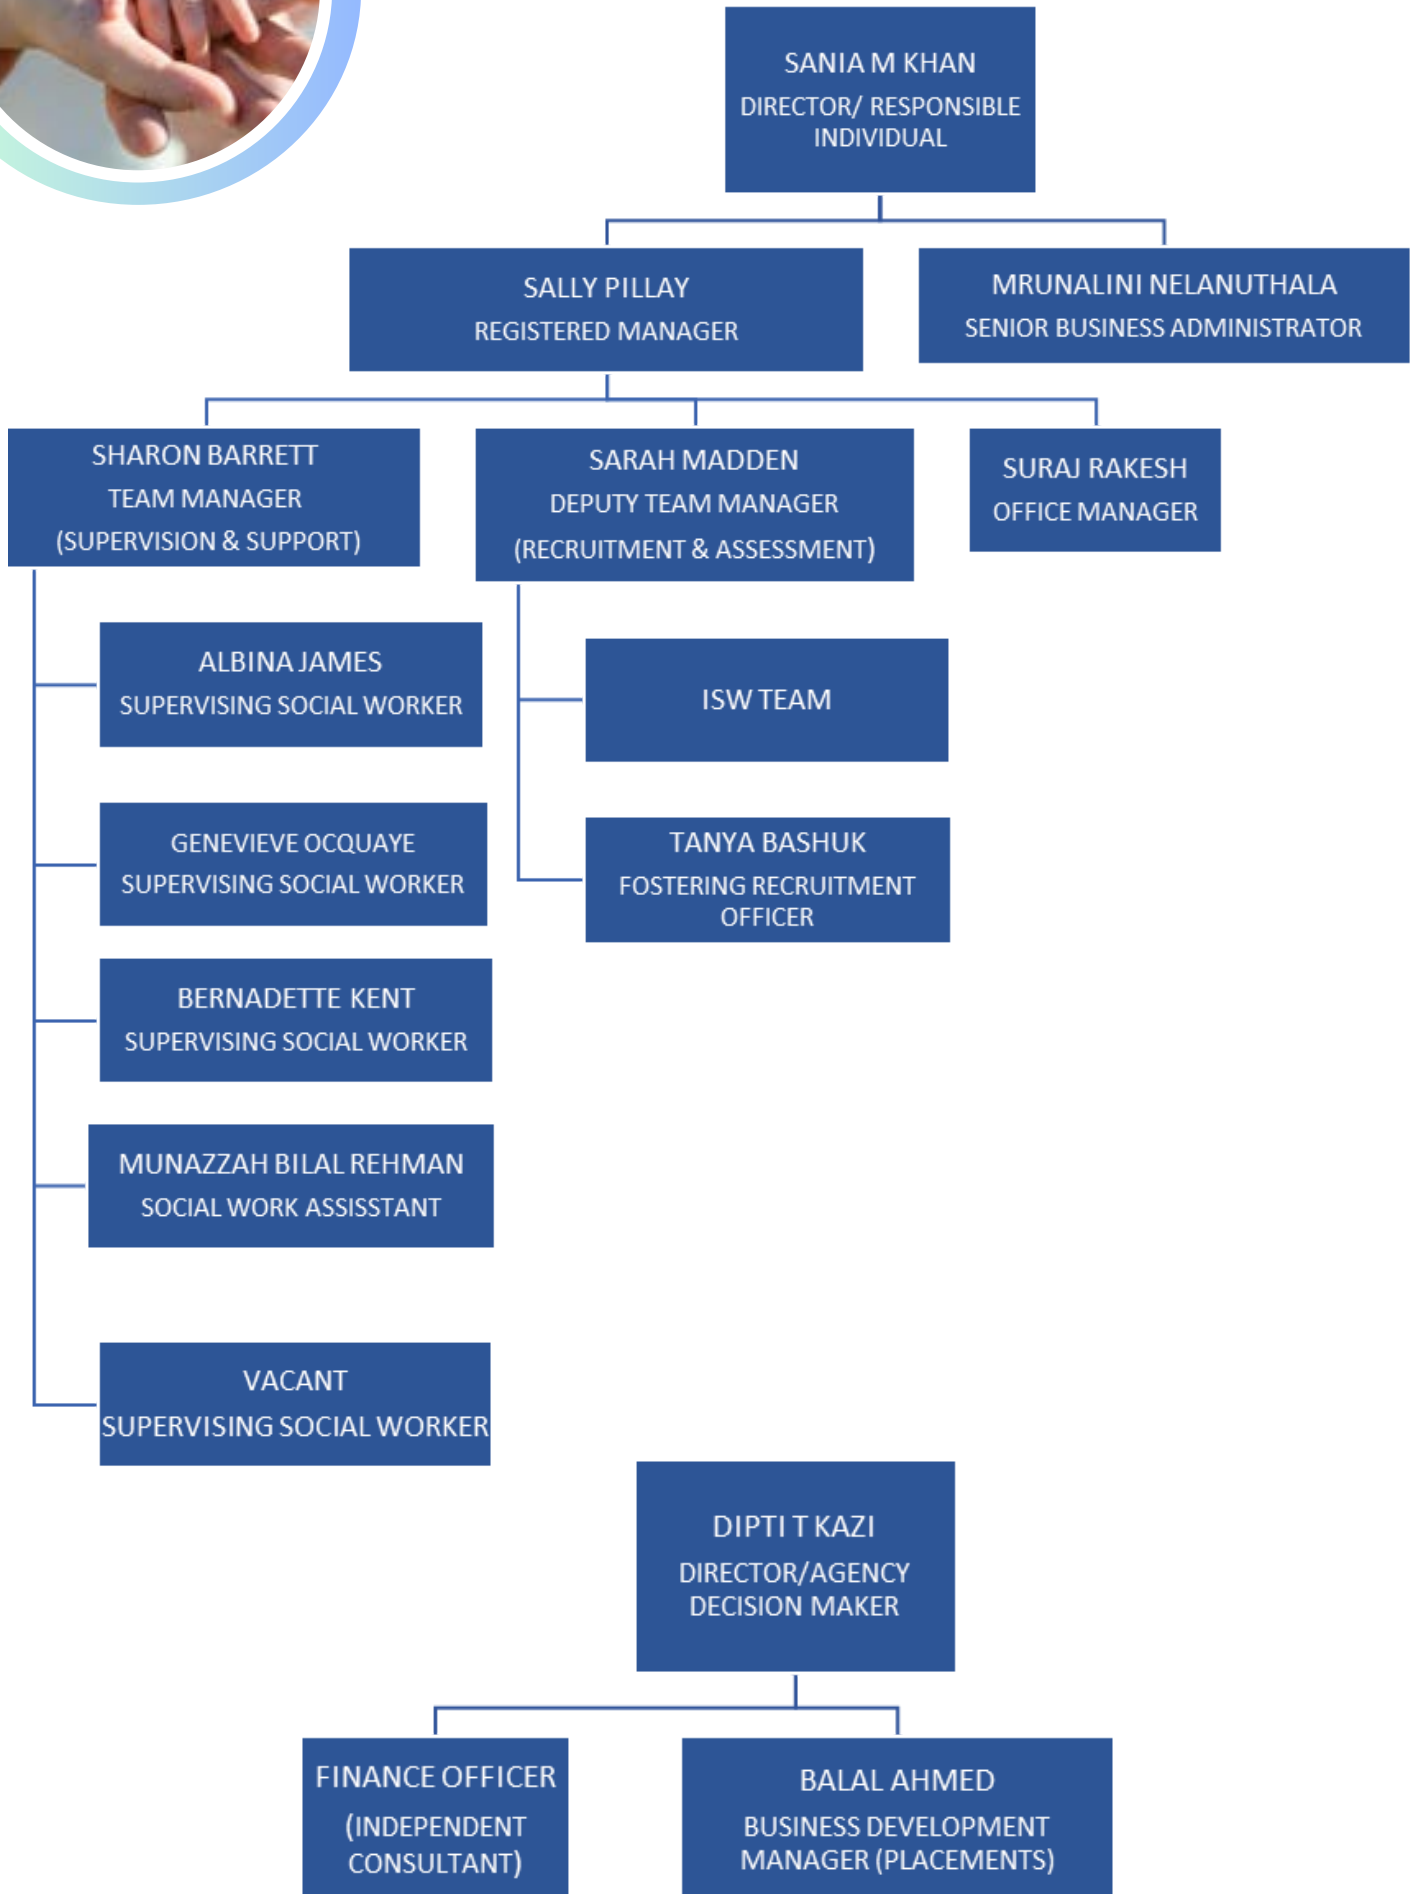 SANIA M KHAN
DIRECTOR/ RESPONSIBLE
INDIVIDUAL
SALLY PILLAY
REGISTERED MANAGER
MRUNALINI NELANUTHALA
SENIOR BUSINESS ADMINISTRATOR
SHARON BARRETT
TEAM MANAGER
(SUPERVISION & SUPPORT)
SARAH MADDEN
DEPUTY TEAM MANAGER
(RECRUITMENT & ASSESSMENT)
SURAJ RAKESH
OFFICE MANAGER
ALBINA JAMES
SUPERVISING SOCIAL WORKER
GENEVIEVE OCQUAYE
SUPERVISING SOCIAL WORKER
BERNADETTE KENT
SUPERVISING SOCIAL WORKER
MUNAZZAH BILAL REHMAN
SOCIAL WORK ASSISSTANT
VACANT
SUPERVISING SOCIAL WORKER
ISW TEAM
TANYA BASHUK
FOSTERING RECRUITMENT
OFFICER
DIPTI T KAZI
DIRECTOR/AGENCY
DECISION MAKER
FINANCE OFFICER
(INDEPENDENT
CONSULTANT)
BALAL AHMED
BUSINESS DEVELOPMENT
MANAGER (PLACEMENTS)